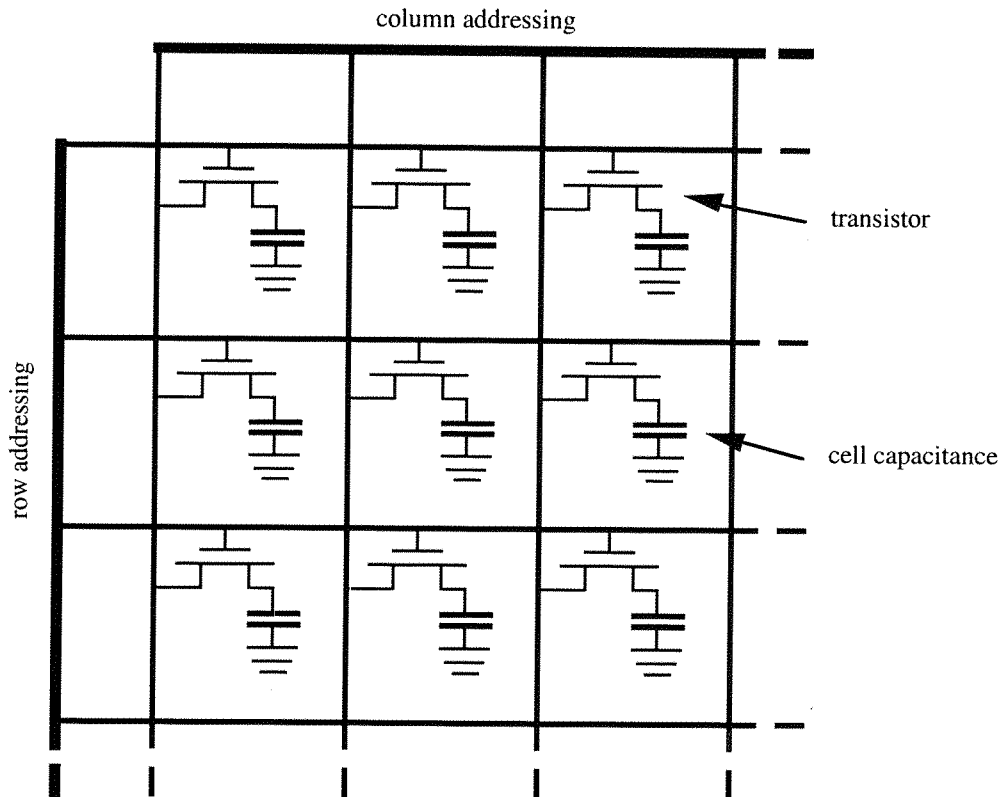 column addressing
transistor
row addressing
cell capacitance